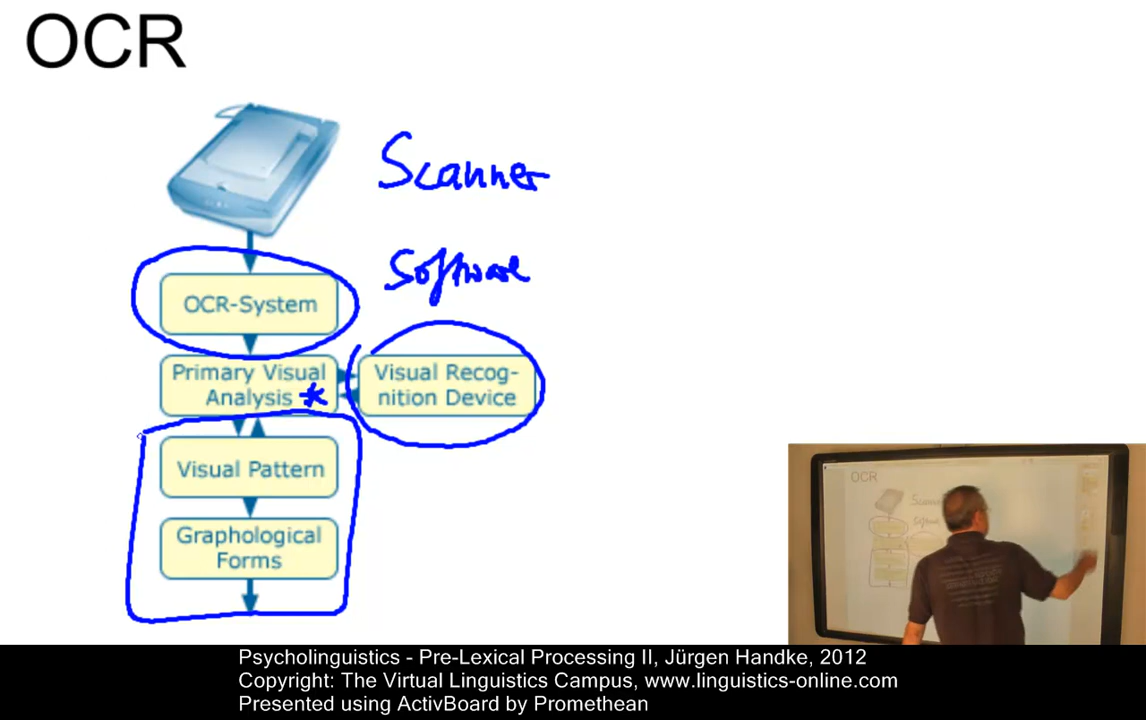 OCR
Scanner
Software
OCR-System
Primary Visual
Analysis *
Visual Recog-
nition Device
Visual Pattern
Graphological
Forms
OCR
Psycholinguistics - Pre-Lexical Processing II, Jürgen Handke, 2012
Copyright: The Virtual Linguistics Campus, www.linguistics-online.com
Presented using ActivBoard by Promethean